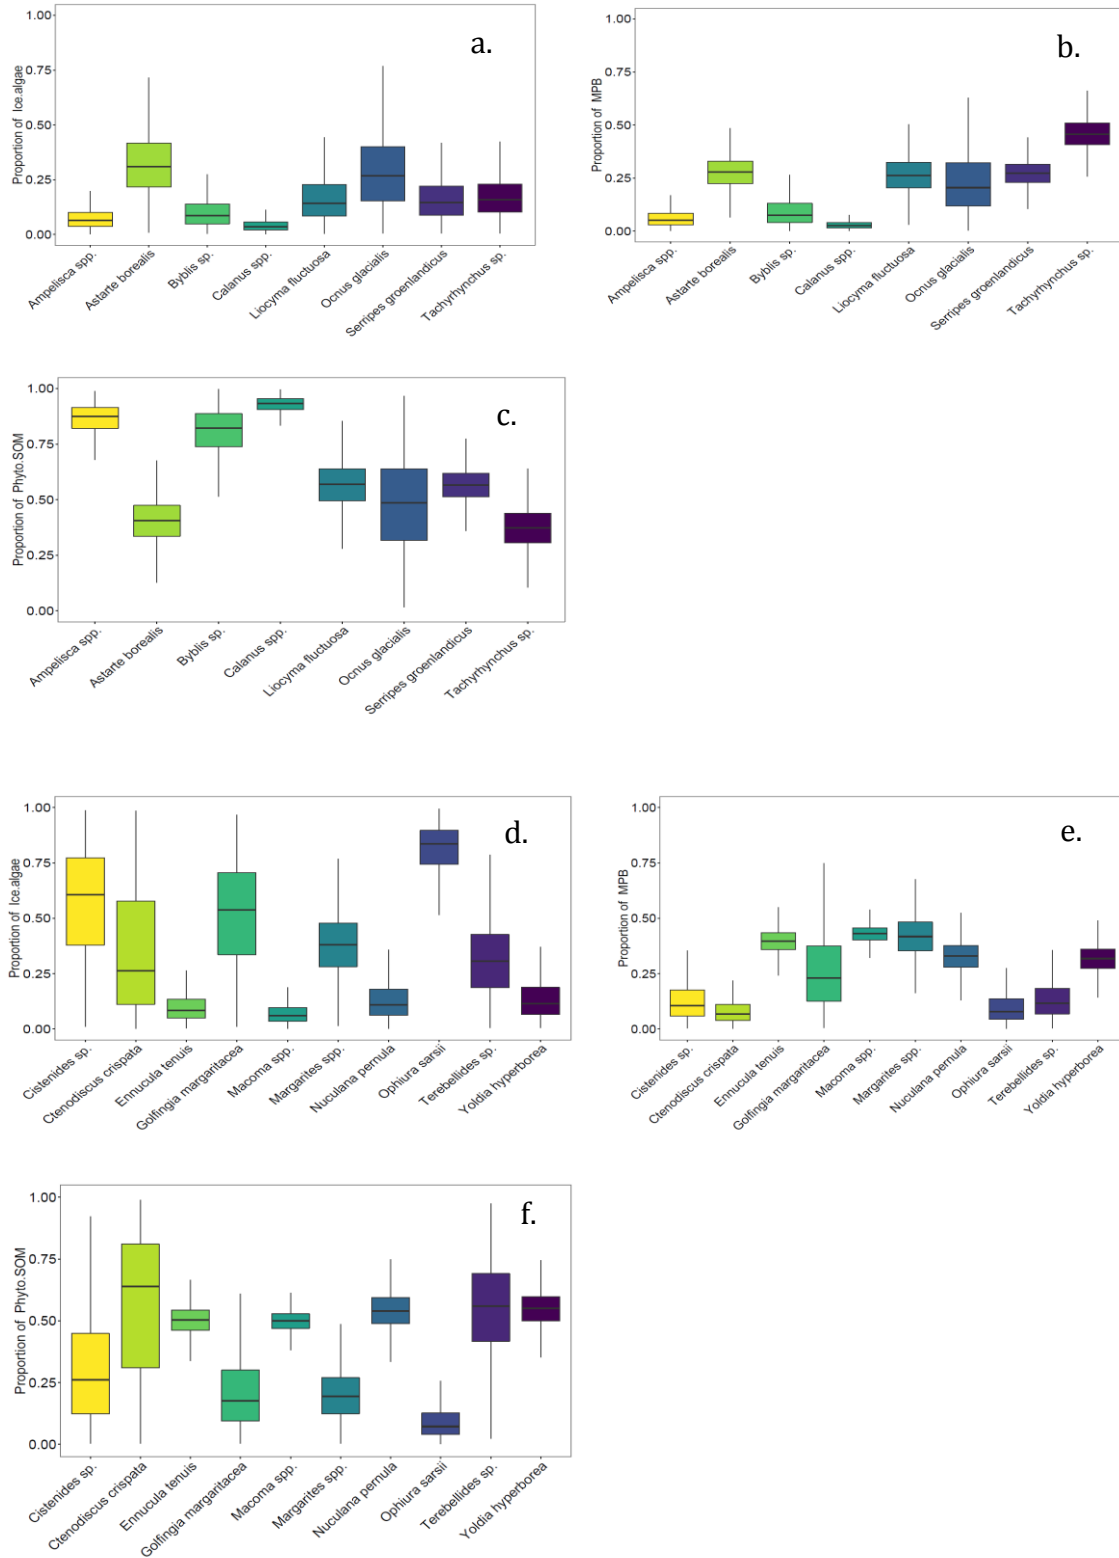 a.
Proportion of Ice.algae
1.00
0.75
0.50
0.25
0.00
Ampelisca spp.
Astarte borealis
Byblis sp.
Calanus spp.
Liocyma fluctuosa
Ocnus glacialis
Serripes groenlandicus
Tachyrhynchus sp.
b.
Proportion of MPB
1.00
0.75
0.50
0.25
0.00
Ampelisca spp.
Astarte borealis
Byblis sp.
Calanus spp.
Liocyma fluctuosa
Ocnus glacialis
Serripes groenlandicus
Tachyrhynchus sp.
c.
Proportion of Phyto.SOM
1.00
0.75
0.50
0.25
0.00
Ampelisca spp.
Astarte borealis
Byblis sp.
Calanus spp.
Liocyma fluctuosa
Ocnus glacialis
Serripes groenlandicus
Tachyrhynchus sp.
d.
Proportion of Ice.algae
1.00
0.75
0.50
0.25
0.00
Cistenides sp.
Ctenodiscus crispata
Ennucula tenuis
Golfingia margaritacea
Macoma spp.
Margarites spp.
Nuculana pernula
Ophiura sarsii
Terebellides sp.
Yoldia hyperborea
e.
Proportion of MPB
1.00
0.75
0.50
0.25
0.00
Cistenides sp.
Ctenodiscus crispata
Ennucula tenuis
Golfingia margaritacea
Macoma spp.
Margarites spp.
Nuculana pernula
Ophiura sarsii
Terebellides sp.
Yoldia hyperborea
f.
Proportion of Phyto.SOM
1.00
0.75
0.50
0.25
0.00
Cistenides sp.
Ctenodiscus crispata
Ennucula tenuis
Golfingia margaritacea
Macoma spp.
Margarites spp.
Nuculana pernula
Ophiura sarsii
Terebellides sp.
Yoldia hyperborea